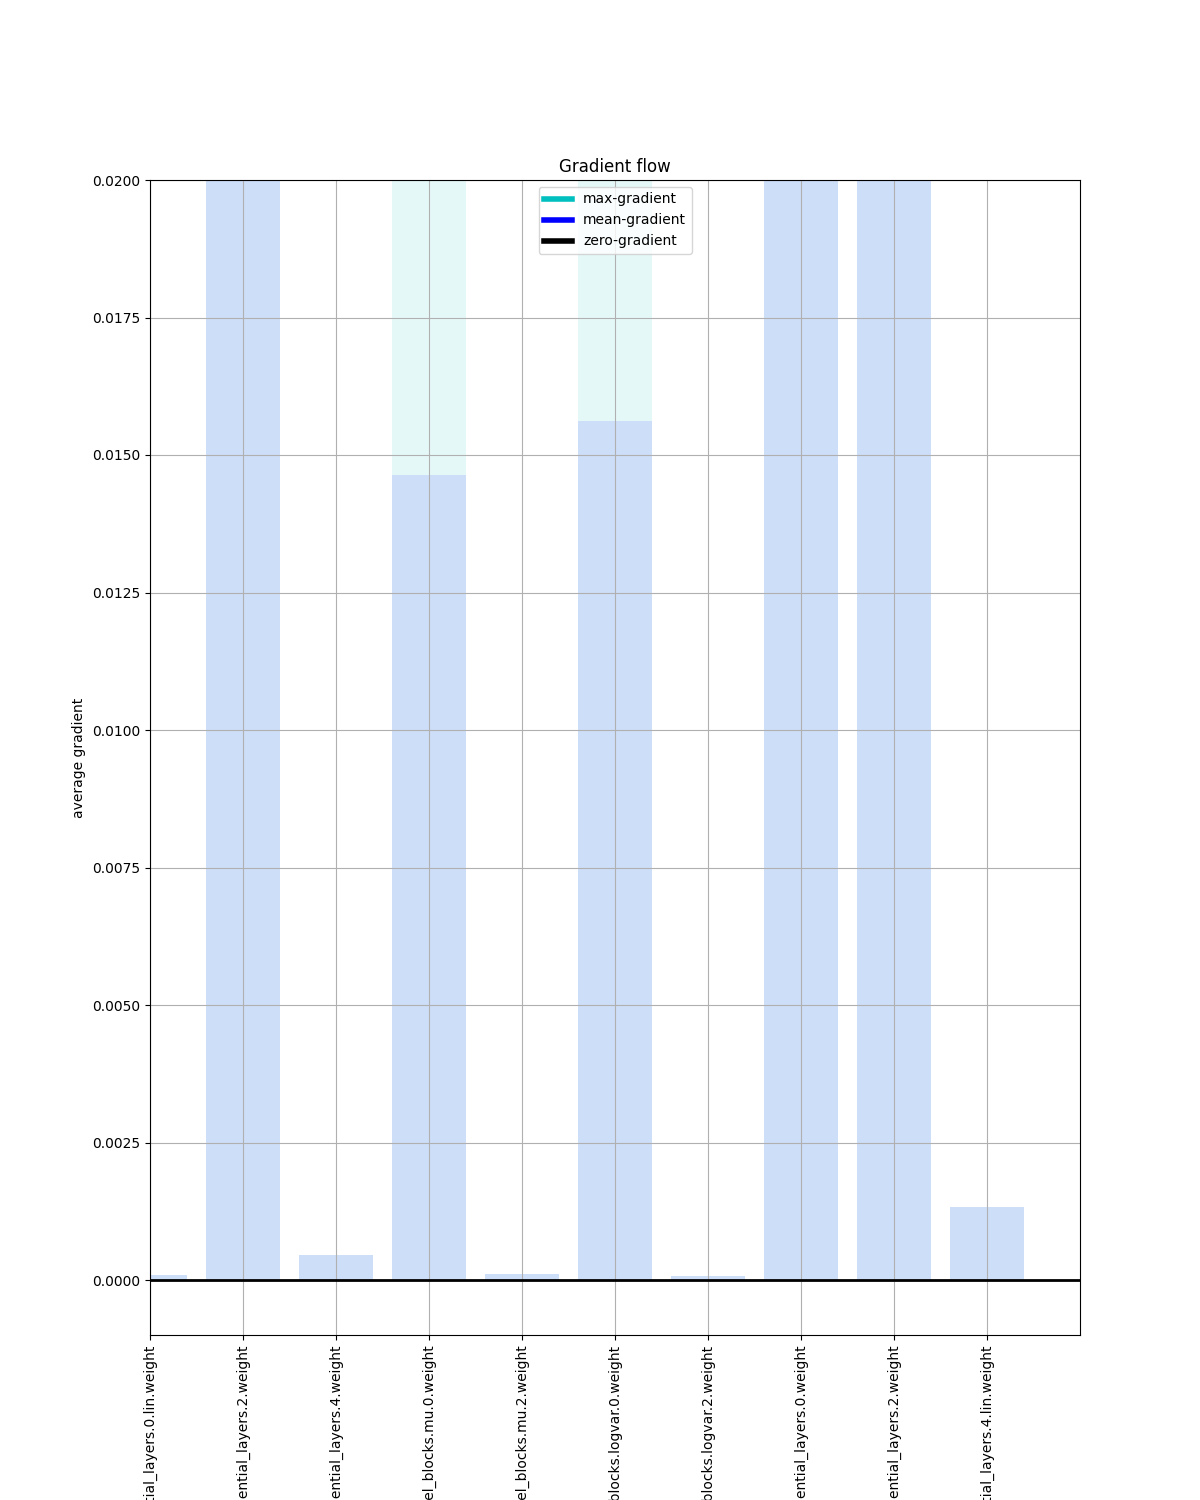 Gradient flow
max-gradient
mean-gradient
zero-gradient
0.0200
0.0175
0.0150
0.0125
0.0100
0.0075
0.0050
0.0025
0.0000
average gradient
tial_layers.0.lin.weight
ential_layers.2.weight
ential_layers.4.weight
el_blocks.mu.0.weight
el_blocks.mu.2.weight
blocks.logvar.0.weight
blocks.logvar.2.weight
ential_layers.0.weight
ential_layers.2.weight
tial_layers.4.lin.weight